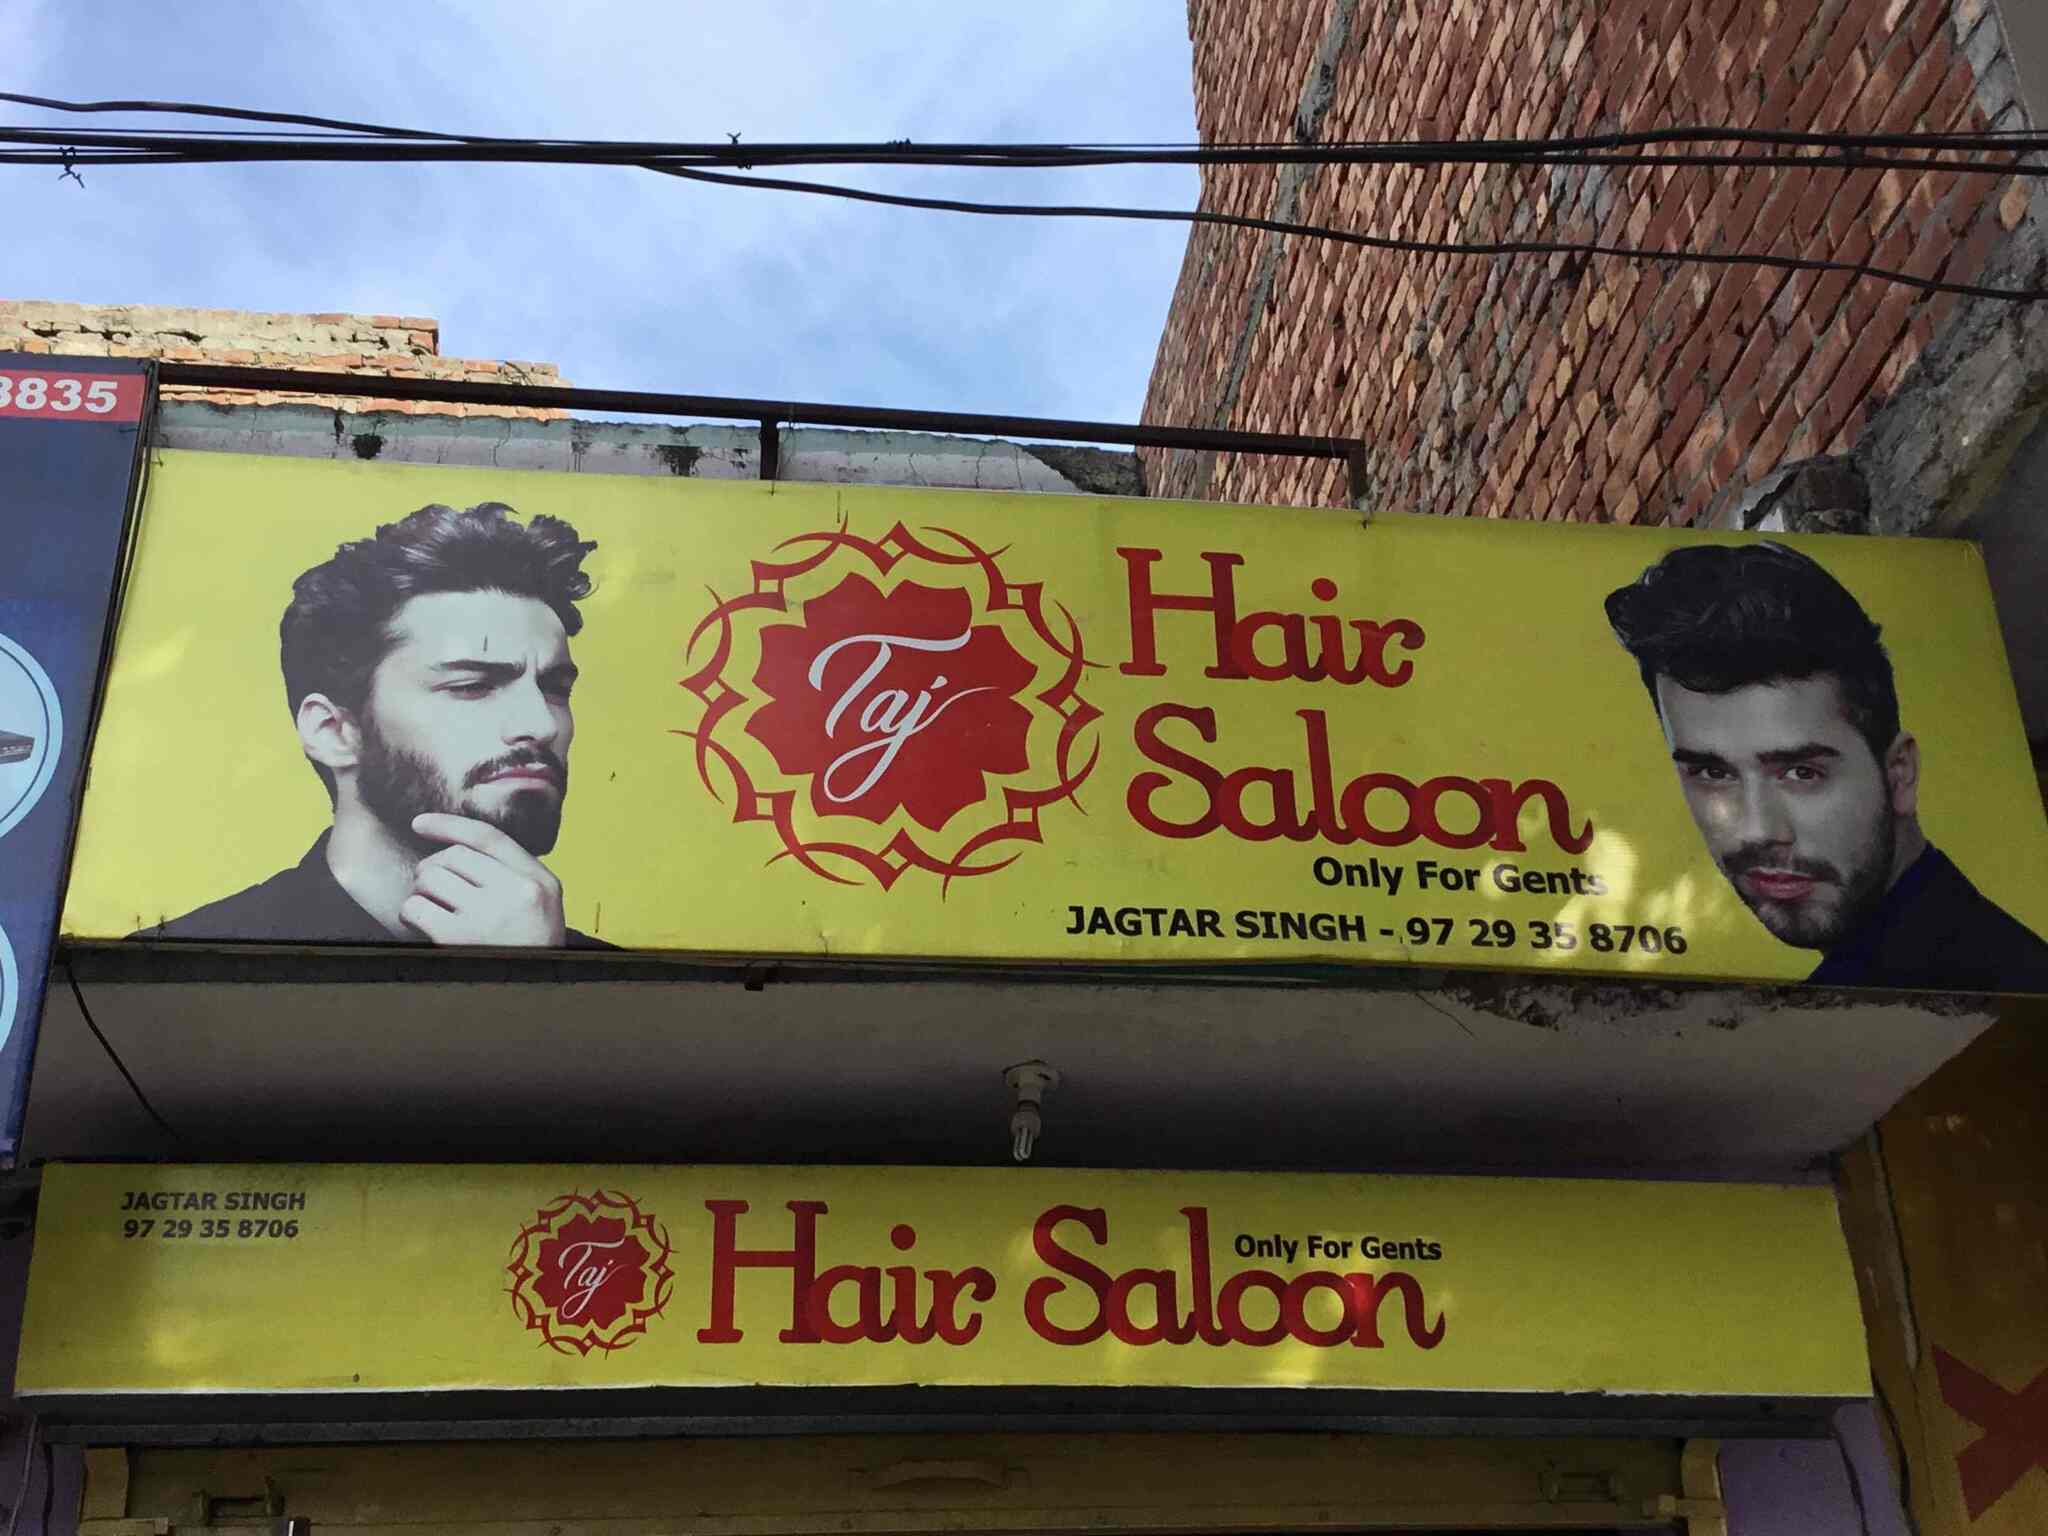 8835
Taj
Hair
Saloon
Only For Gents
JAGTAR SINGH - 97 29 35 8706
JAGTAR SINGH
97 29 35 8706
Taj
Hair Saloon
Only For Gents